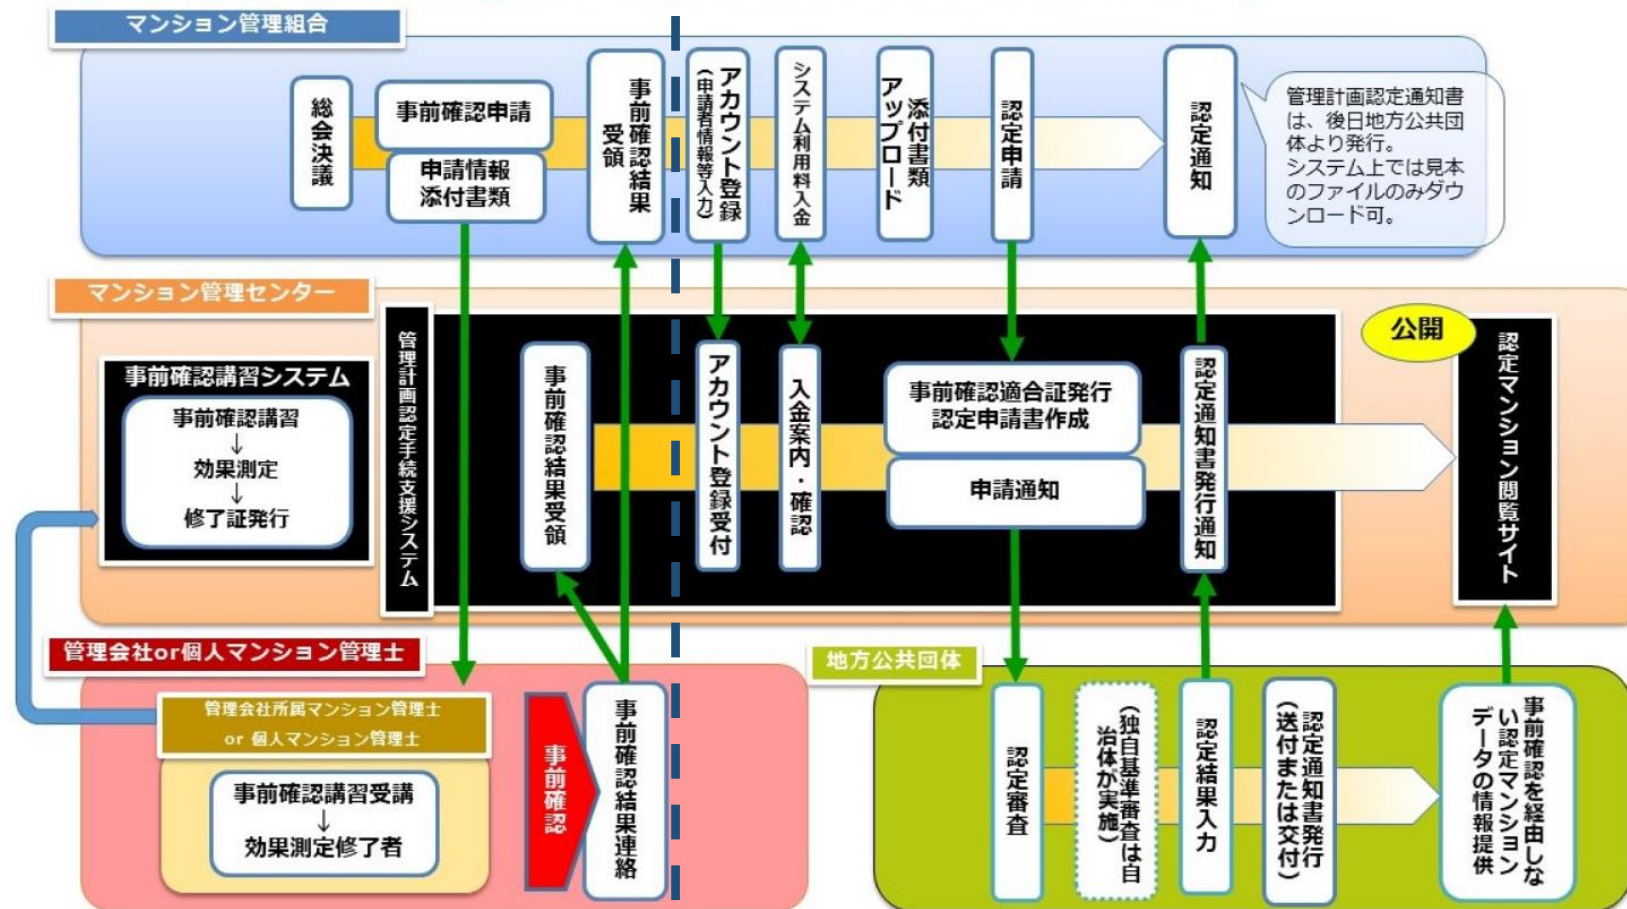 マンション管理組合
総会決議
事前確認申請
申請情報
添付書類
事前確認結果
受領
アカウント登録
（申請者情報等入力）
システム利用料入金
添付書類
アップロード
認定申請
認定通知
管理計画認定通知書
は、後日地方公共団
体より発行。
システム上では見本
のファイルのみダウ
ンロード可。
マンション管理センター
事前確認講習システム
事前確認講習
↓
効果測定
↓
修了証発行
管理計画認定手続支援システム
事前確認結果受領
アカウント登録受付
入金案内・確認
事前確認適合証発行
認定申請書作成
申請通知
認定通知書発行通知
公開
認定マンション閲覧サイト
管理会社or個人マンション管理士
管理会社所属マンション管理士
or 個人マンション管理士
事前確認講習受講
↓
効果測定修了者
事前確認
事前確認結果連絡
地方公共団体
認定審査
（独自基準審査は自
治体が実施）
認定結果入力
認定通知書発行
（送付または交付）
事前確認を経由しな
い認定マンション
データの情報提供